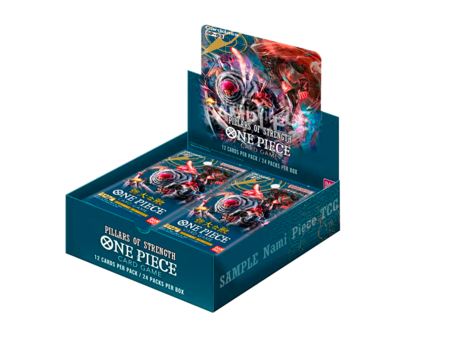 PILLARS OF STRENGTH
ONE PIECE
CARD GAME
12 CARDS PER PACK / 24 PACKS PER BOX
ONE PIECE
ONE PIECE
PILLARS OF STRENGTH
ONE PIECE
CARD GAME
12 CARDS PER PACK / 24 PACKS PER BOX
SAMPLE Nami Piece TCG